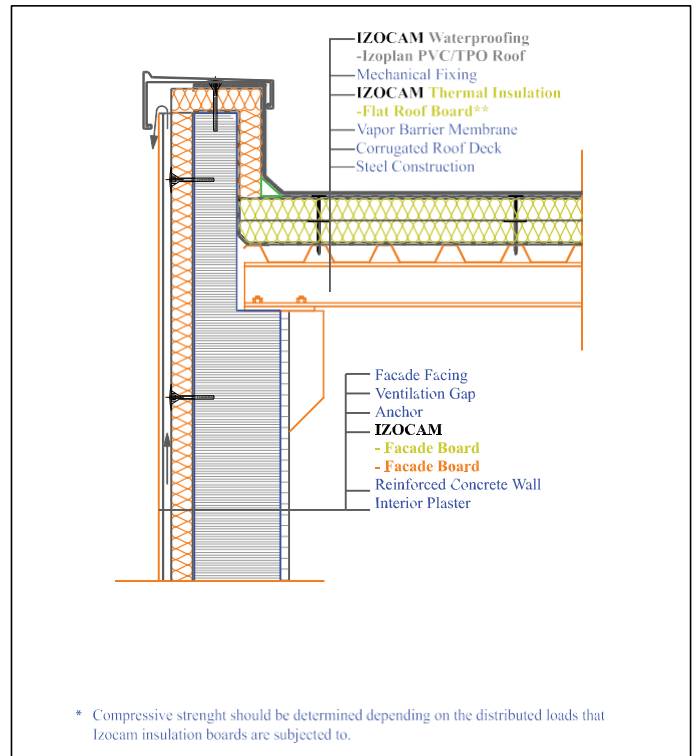 IZOCAM Waterproofing
-Izoplan PVC/TPO Roof
Mechanical Fixing
IZOCAM Thermal Insulation
-Flat Roof Board**
Vapor Barrier Membrane
Corrugated Roof Deck
Steel Construction
Facade Facing
Ventilation Gap
Anchor
IZOCAM
- Facade Board
- Facade Board
Reinforced Concrete Wall
Interior Plaster
* Compressive strenght should be determined depending on the distributed loads that
Izocam insulation boards are subjected to.